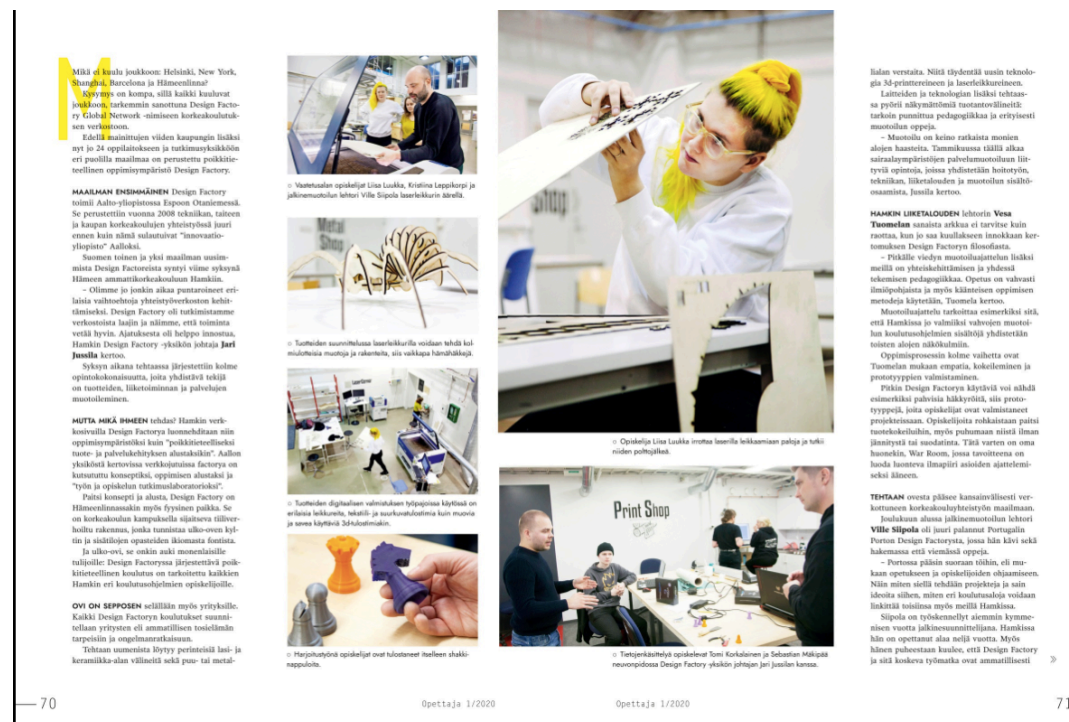 M
Mikä ei kuulu joukkoon: Helsinki, New York,
Shanghai, Barcelona ja Hämeenlinna?
Kysymys on kompa, sillä kaikki kuuluvat
joukkoon, tarkemmin sanottuna Design Facto-
ry Global Network -nimiseen korkeakoulutuk-
sen verkostoon.
Edellä mainittujen viiden kaupungin lisäksi
nyt jo 24 oppilaitokseen ja tutkimusyksikköön
eri puolilla maailmaa on perustettu poikkitie-
teellinen oppimisympäristö Design Factory.
MAAILMAN ENSIMMÄINEN Design Factory
toimii Aalto-yliopistossa Espoon Otaniemessä.
Se perustettiin vuonna 2008 tekniikan, taiteen
ja kaupan korkeakoulujen yhteistyössä juuri
ennen kuin nämä sulautuivat "innovaatio-
yliopisto" Aalloksi.
Suomen toinen ja yksi maailman uusim-
mista Design Factoreista syntyi viime syksynä
Hämeen ammattikorkeakouluun Hamkiin.
– Olimme jo jonkin aikaa puntaroineet eri-
laisia vaihtoehtoja yhteistyöverkoston kehit-
tämiseksi. Design Factory oli tutkimistamme
verkostoista laajin ja näimme, että toiminta
vetää hyvin. Ajatuksesta oli helppo innostua,
Hamkin Design Factory -yksikön johtaja Jari
Jussila kertoo.
Syksyn aikana tehtaassa järjestettiin kolme
opintokokonaisuutta, joita yhdistävä tekijä
on tuotteiden, liiketoiminnan ja palvelujen
muotoileminen.
MUTTA MIKÄ IHMEEN tehdas? Hamkin verk-
kosivuilla Design Factorya luonnehditaan niin
oppimisympäristöksi kuin "poikkitieteelliseksi
tuote- ja palvelukehityksen alustaksikin". Aallon
yksiköstä kertovissa verkkojutuissa factorya on
kutsututtu konseptiksi, oppimisen alustaksi ja
"työn ja opiskelun tutkimuslaboratorioksi".
Paitsi konsepti ja alusta, Design Factory on
Hämeenlinnassakin myös fyysinen paikka. Se
on korkeakoulun kampuksella sijaitseva tiiliver-
hoiltu rakennus, jonka tunnistaa ulko-oven kyl-
tin ja sisätilojen opasteiden ikiomasta fontista.
Ja ulko-ovi, se onkin auki monenlaisille
tulijoille: Design Factoryssa järjestettävä poik-
kitieteellinen koulutus on tarkoitettu kaikkien
Hamkin eri koulutusohjelmien opiskelijoille.
OVI ON SEPPOSEN selällään myös yrityksille.
Kaikki Design Factoryn koulutukset suunni-
tellaan yritysten eli ammatillisten tosielämän
tarpeisiin ja ongelmanratkaisuun.
Tehtaan uumenista löytyy perinteisiä lasi- ja
keramiikka-alan välineitä sekä puu- tai metal-
70
Vaatetusalan opiskelijat Liisa Luukka, Kristiina Leppikorpi ja
jalkinemuotoilun lehtori Ville Siipola laserleikkurin äärellä.
Metal
Shop
Tuotteiden suunnittelussa laserleikkurilla voidaan tehdä kol-
miulotteisia muotoja ja rakenteita, siis vaikkapa hämähäkkejä.
Tuotteiden digitaalisen valmistuksen työpajoissa käytössä on
erilaisia leikkureita, tekstiili- ja suurkuvatulostimia kuin muovia
ja savea käyttäviä 3d-tulostimiakin.
Harjoitustyönä opiskelijat ovat tulostaneet itselleen shakki-
nappuloita.
Opettaja 1/2020
Opiskelija Liisa Luukka irrottaa laserilla leikkaamiaan paloja ja tutkii
niiden polttojälkeä.
Print Shop
Tietojenkäsittelyä opiskelevat Tomi Korkalainen ja Sebastian Mäkipää
neuvonpidossa Design Factory -yksikön johtajan Jari Jussilan kanssa.
Opettaja 1/2020
lialan verstaita. Niitä täydentää uusin teknolo-
gia 3d-printtereineen ja laserleikkureineen.
Laitteiden ja teknologian lisäksi tehtaas-
sa pyörii näkymättömiä tuotantovälineitä:
tarkoin punnittua pedagogiikkaa ja erityisesti
muotoilun oppeja.
– Muotoilu on keino ratkaista monien
alojen haasteita. Tammikuussa täällä alkaa
sairaalaympäristöjen palvelumuotoiluun liit-
tyviä opintoja, joissa yhdistetään hoitotyön,
tekniikan, liiketalouden ja muotoilun sisältö-
osaamista, Jussila kertoo.
HAMKIN LIIKETALOUDEN lehtorin Vesa
Tuomelan sanaista arkkua ei tarvitse kuin
raottaa, kun jo saa kuullakseen innokkaan ker-
tomuksen Design Factoryn filosofiasta.
– Pitkälle viedyn muotoiluajattelun lisäksi
meillä on yhteiskehittämisen ja yhdessä
tekemisen pedagogiikkaa. Opetus on vahvasti
ilmiöpohjaista ja myös käänteisen oppimisen
metodeja käytetään, Tuomela kertoo.
Muotoiluajattelu tarkoittaa esimerkiksi sitä,
että Hamkissa jo valmiiksi vahvojen muotoi-
lun koulutusohjelmien sisältöjä yhdistetään
toisten alojen näkökulmiin.
Oppimisprosessin kolme vaihetta ovat
Tuomelan mukaan empatia, kokeileminen ja
prototyyppien valmistaminen.
Pitkin Design Factoryn käytäviä voi nähdä
esimerkiksi pahvisia häkkyröitä, siis proto-
tyyppejä, joita opiskelijat ovat valmistaneet
projekteissaan. Opiskelijoita rohkaistaan paitsi
tuotekokeiluihin, myös puhumaan niistä ilman
jännitystä tai suodatinta. Tätä varten on oma
huonekin, War Room, jossa tavoitteena on
luoda luonteva ilmapiiri asioiden ajattelemi-
seksi ääneen.
TEHTAAN ovesta pääsee kansainvälisesti ver-
kottuneen korkeakouluyhteistyön maailmaan.
Joulukuun alussa jalkinemuotoilun lehtori
Ville Siipola oli juuri palannut Portugalin
Porton Design Factorysta, jossa hän kävi sekä
hakemassa että viemässä oppeja.
– Portossa pääsin suoraan töihin, eli mu-
kaan opetukseen ja opiskelijoiden ohjaamiseen.
Näin miten siellä tehdään projekteja ja sain
ideoita siihen, miten eri koulutusaloja voidaan
linkittää toisiinsa myös meillä Hamkissa.
Siipola on työskennellyt aiemmin kymme-
nisen vuotta jalkinesuunnittelijana. Hamkissa
hän on opettanut alaa neljä vuotta. Myös
hänen puheestaan kuulee, että Design Factory
ja sitä koskeva työmatka ovat ammatillisesti
»
71